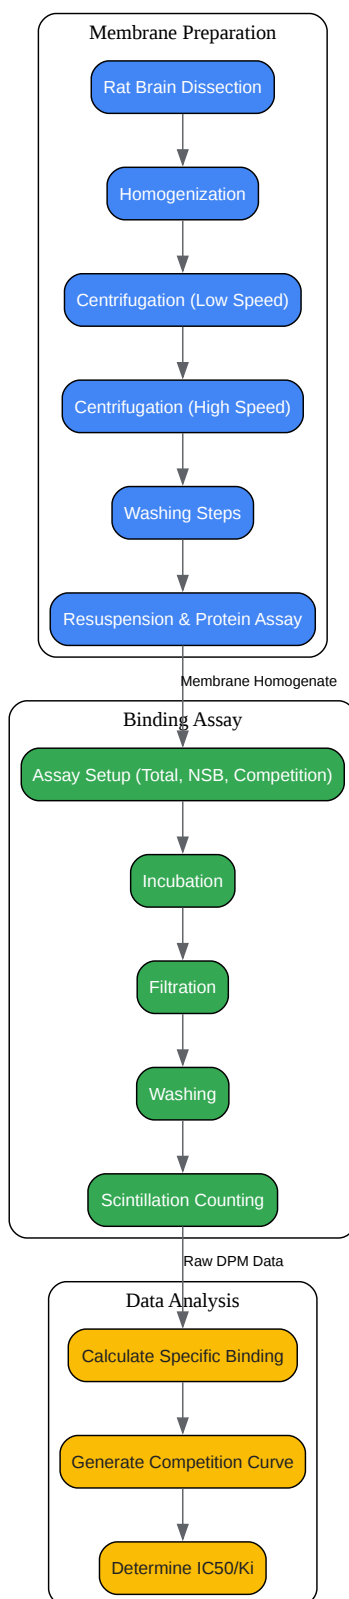 Membrane Preparation
Rat Brain Dissection
Homogenization
Centrifugation (Low Speed)
Centrifugation (High Speed)
Washing Steps
Resuspension & Protein Assay
Membrane Homogenate
Binding Assay
Assay Setup (Total, NSB, Competition)
Incubation
Filtration
Washing
Scintillation Counting
Raw DPM Data
Data Analysis
Calculate Specific Binding
Generate Competition Curve
Determine IC50/Ki